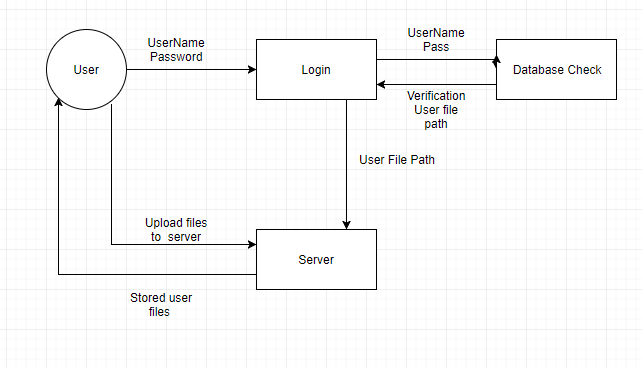 UserName
Password
UserName
Pass
User
Login
Database Check
Verification
User file
path
User File Path
Upload files
to server
Server
Stored user
files